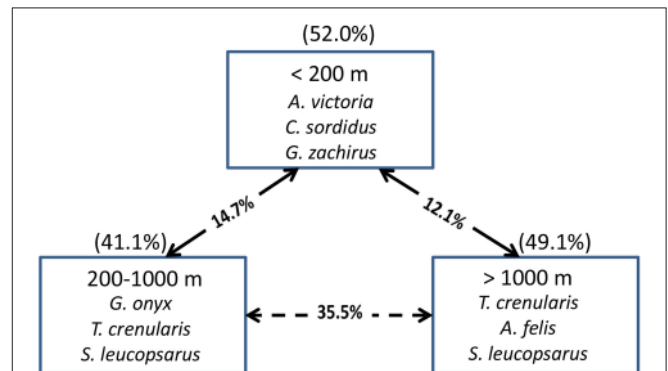 (52.0%)
< 200 m
A. victoria
C. sordidus
G. zachirus
14.7%
12.1%
(41.1%)
(49.1%)
200-1000 m
G. onyx
T. crenularis
S. leucopsarus
35.5%
> 1000 m
T. crenularis
A. felis
S. leucopsarus